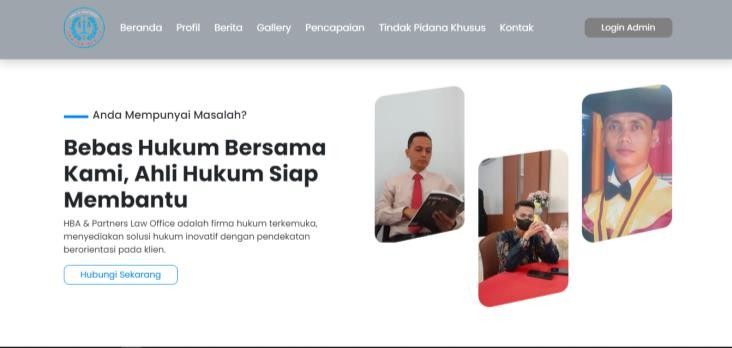 Beranda Profil Berita Gallery Pencapaian Tindak Pidana Khusus Kontak Login Admin
Anda Mempunyai Masalah?
Bebas Hukum Bersama
Kami, Ahli Hukum Siap
Membantu
HBA & Partners Law Office adalah firma hukum terkemuka,
menyediakan solusi hukum inovatif dengan pendekatan
berorientasi pada klien.
Hubungi Sekarang